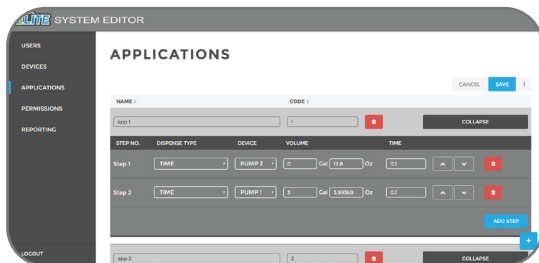 ELITE SYSTEM EDITOR
USERS
DEVICES
APPLICATIONS
PERMISSIONS
REPORTING
LOGOUT
APPLICATIONS
CANCEL SAVE
NAME CODE
app 1 1 COLLAPSE
STEP NO. DISPENSE TYPE DEVICE VOLUME TIME
Step 1 TIME PUMP 2 0 Gal 12.8 Oz 0.1
Step 2 TIME PUMP 1 3 Gal 3.99360 Oz 0.1
ADD STEP
+
app 2 2 COLLAPSE